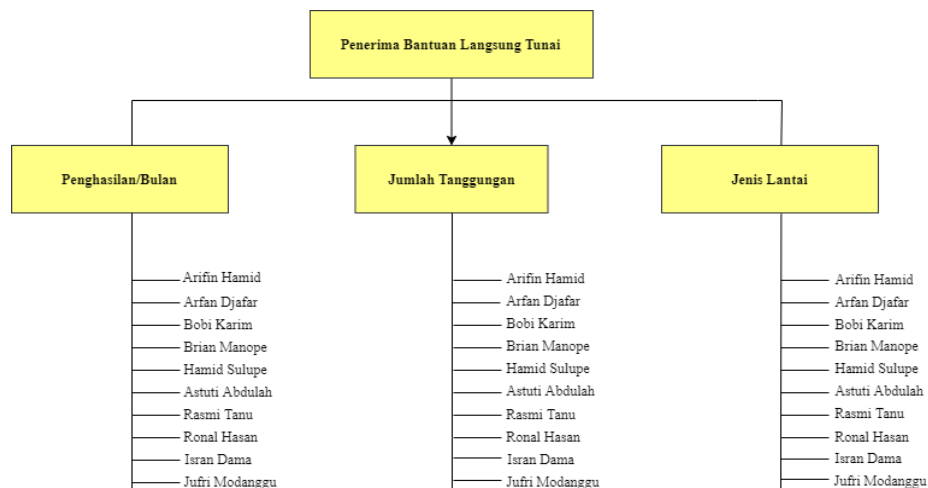 Penerima Bantuan Langsung Tunai
Penghasilan/Bulan
Jumlah Tanggungan
Jenis Lantai
Arifin Hamid
Arfan Djafar
Bobi Karim
Brian Manope
Hamid Sulupe
Astuti Abdulah
Rasmi Tanu
Ronal Hasan
Isran Dama
Jufri Modanggu
Arifin Hamid
Arfan Djafar
Bobi Karim
Brian Manope
Hamid Sulupe
Astuti Abdulah
Rasmi Tanu
Ronal Hasan
Isran Dama
Jufri Modanggu
Arifin Hamid
Arfan Djafar
Bobi Karim
Brian Manope
Hamid Sulupe
Astuti Abdulah
Rasmi Tanu
Ronal Hasan
Isran Dama
Jufri Modanggu